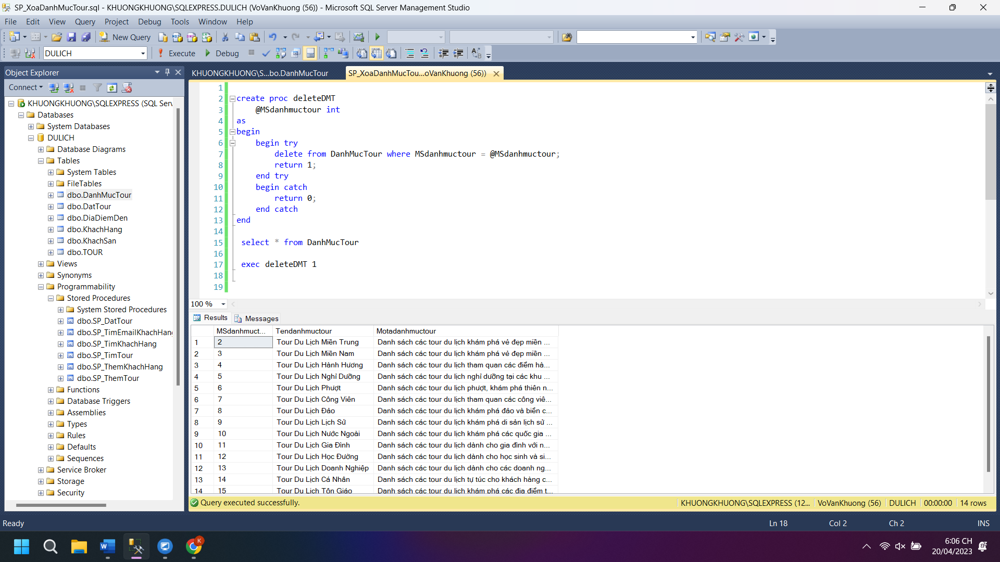 SP_XoaDanhMucTour.sql - KHUONGKHUONG\SQLEXPRESS.DULICH (VoVanKhuong (56)) - Microsoft SQL Server Management Studio
File Edit View Query Project Debug Tools Window Help
New Query
DULICH Execute Debug
Object Explorer
Connect
KHUONGKHUONG\SQLEXPRESS (SQL Serv
Databases
System Databases
DULICH
Database Diagrams
Tables
System Tables
FileTables
dbo.DanhMucTour
dbo.DatTour
dbo.DiaDiemDen
dbo.KhachHang
dbo.KhachSan
dbo.TOUR
Views
Synonyms
Programmability
Stored Procedures
System Stored Procedures
dbo.SP_DatTour
dbo.SP_TimEmailKhachHang
dbo.SP_TimKhachHang
dbo.SP_TimTour
dbo.SP_ThemKhachHang
dbo.SP_ThemTour
Functions
Database Triggers
Assemblies
Types
Rules
Defaults
Sequences
Service Broker
Storage
Security
KHUONGKHUONG\S...bo.DanhMucTour SP_XoaDanhMucTou...oVanKhuong (56))
1
2 create proc deleteDMT
3 @MSdanhmuctour int
4 as
5 begin
6 begin try
7 delete from DanhMucTour where MSdanhmuctour = @MSdanhmuctour;
8 return 1;
9 end try
10 begin catch
11 return 0;
12 end catch
13 end
14
15 select * from DanhMucTour
16
17 exec deleteDMT 1
18
19
100 %
Results Messages
MSdanhmuct... Tendanhmuctour Motadanhmuctour
1 2 Tour Du Lịch Miền Trung Danh sách các tour du lịch khám phá vẻ đẹp miền ...
2 3 Tour Du Lịch Miền Nam Danh sách các tour du lịch khám phá vẻ đẹp miền ...
3 4 Tour Du Lịch Hành Hương Danh sách các tour du lịch tham quan các điểm hà...
4 5 Tour Du Lịch Nghỉ Dưỡng Danh sách các tour du lịch nghỉ dưỡng tại các khu ...
5 6 Tour Du Lịch Phượt Danh sách các tour du lịch phượt, khám phá thiên n...
6 7 Tour Du Lịch Công Viên Danh sách các tour du lịch tham quan các công viê...
7 8 Tour Du Lịch Đảo Danh sách các tour du lịch khám phá đảo và biển c...
8 9 Tour Du Lịch Lịch Sử Danh sách các tour du lịch khám phá di sản lịch sử ...
9 10 Tour Du Lịch Nước Ngoài Danh sách các tour du lịch khám phá các quốc gia ...
10 11 Tour Du Lịch Gia Đình Danh sách các tour du lịch dành cho gia đình với n...
11 12 Tour Du Lịch Học Đường Danh sách các tour du lịch dành cho học sinh và si...
12 13 Tour Du Lịch Doanh Nghiệp Danh sách các tour du lịch dành cho các doanh ng...
13 14 Tour Du Lịch Cá Nhân Danh sách các tour du lịch tự túc cho khách hàng c...
14 15 Tour Du Lịch Tôn Giáo Danh sách các tour du lịch khám phá các địa điểm t...
Query executed successfully. KHUONGKHUONG\SQLEXPRESS (12... VoVanKhuong (56) DULICH 00:00:00 14 rows
Ready Ln 18 Col 2 Ch 2 INS
6:06 CH
20/04/2023